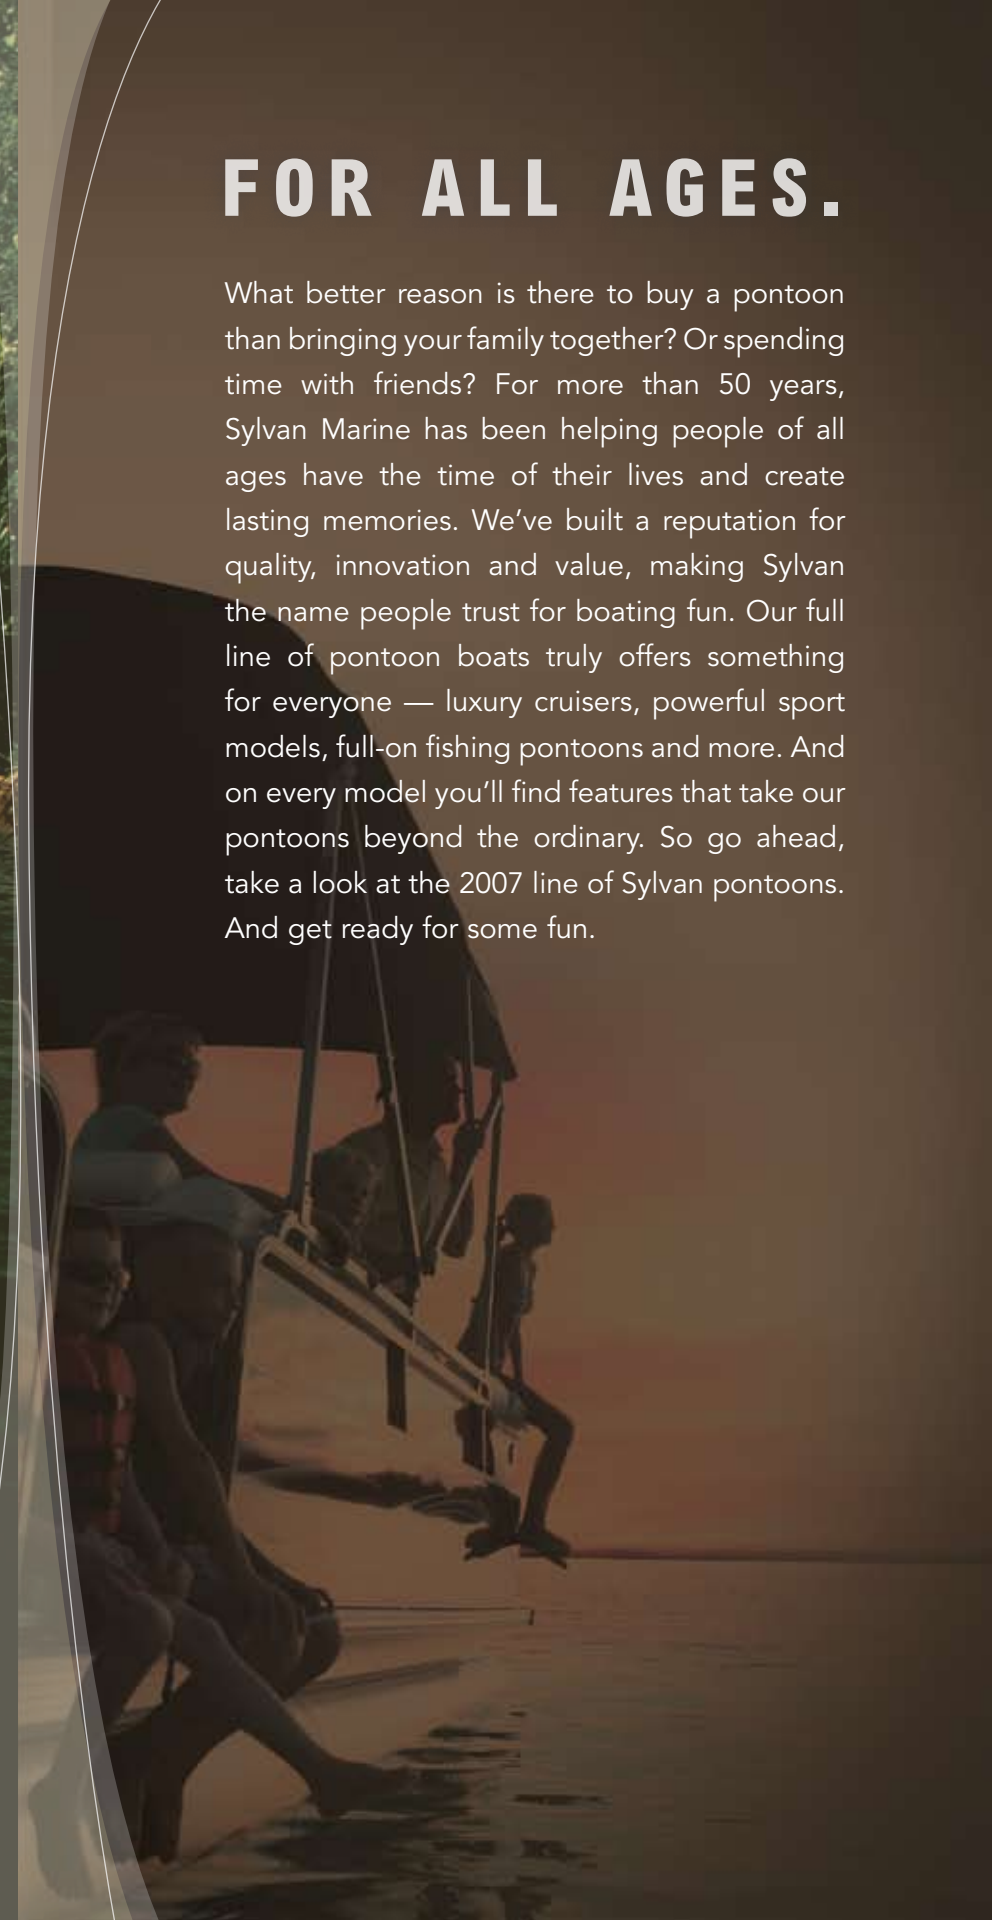 FOR ALL AGES.
What better reason is there to buy a pontoon
than bringing your family together? Or spending
time with friends? For more than 50 years,
Sylvan Marine has been helping people of all
ages have the time of their lives and create
lasting memories. We’ve built a reputation for
quality, innovation and value, making Sylvan
the name people trust for boating fun. Our full
line of pontoon boats truly offers something
for everyone — luxury cruisers, powerful sport
models, full-on fishing pontoons and more. And
on every model you’ll find features that take our
pontoons beyond the ordinary. So go ahead,
take a look at the 2007 line of Sylvan pontoons.
And get ready for some fun.